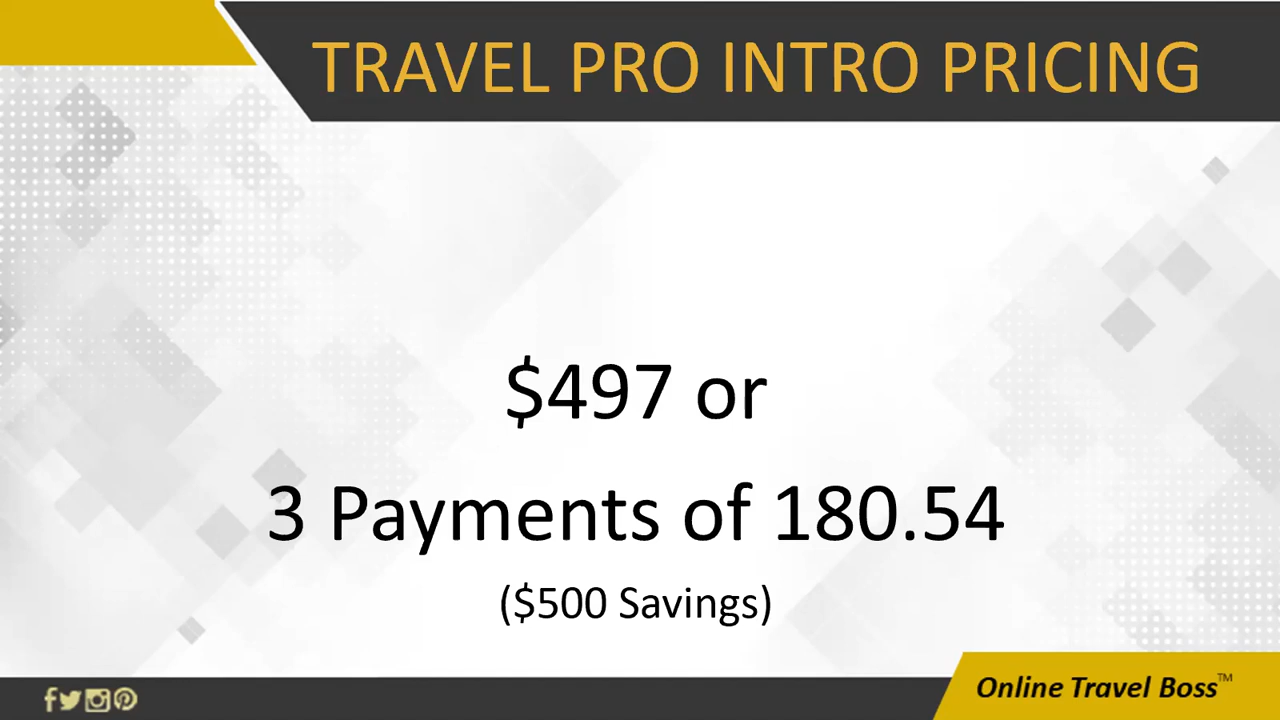 TRAVEL PRO INTRO PRICING
$497 or
3 Payments of 180.54
($500 Savings)
Online Travel Boss™